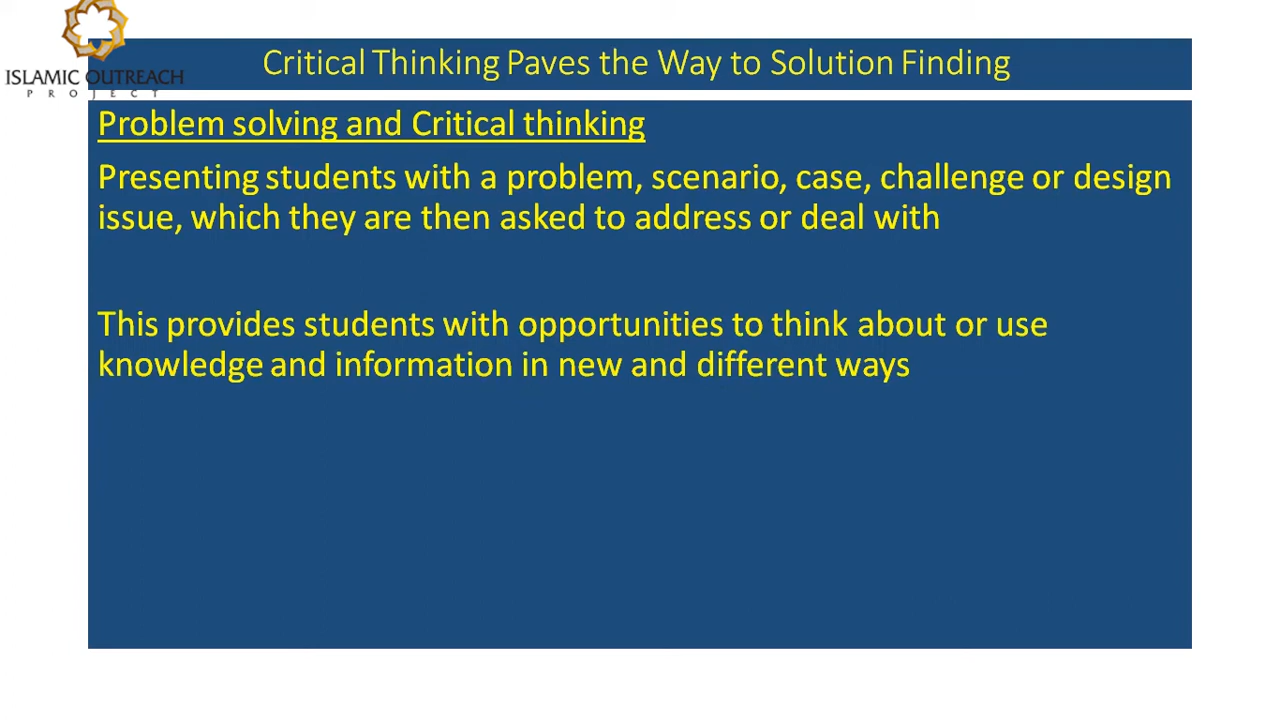 ISLAMIC OUTREACH
PROJECT
Critical Thinking Paves the Way to Solution Finding
Problem solving and Critical thinking
Presenting students with a problem, scenario, case, challenge or design
issue, which they are then asked to address or deal with
This provides students with opportunities to think about or use
knowledge and information in new and different ways